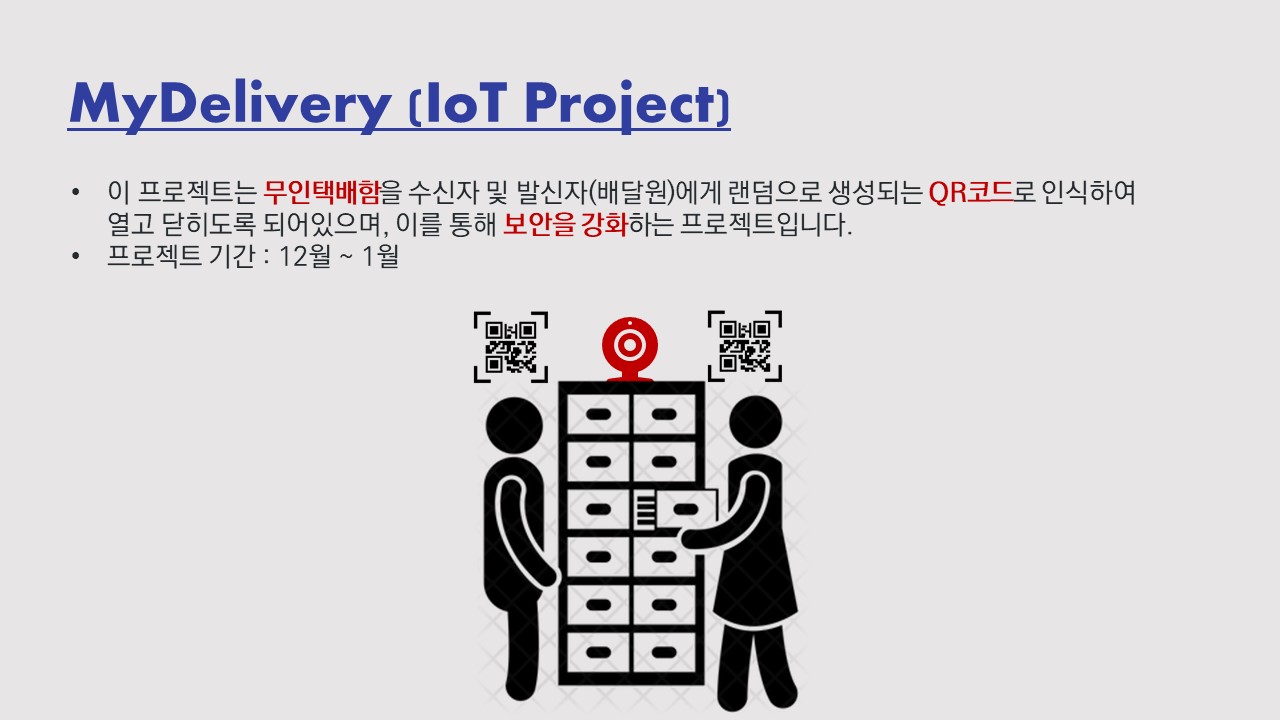 MyDelivery (IoT Project)
• 이 프로젝트는 무인택배함을 수신자 및 발신자(배달원)에게 랜덤으로 생성되는 QR코드로 인식하여
열고 닫히도록 되어있으며, 이를 통해 보안을 강화하는 프로젝트입니다.
• 프로젝트 기간 : 12월 ~ 1월